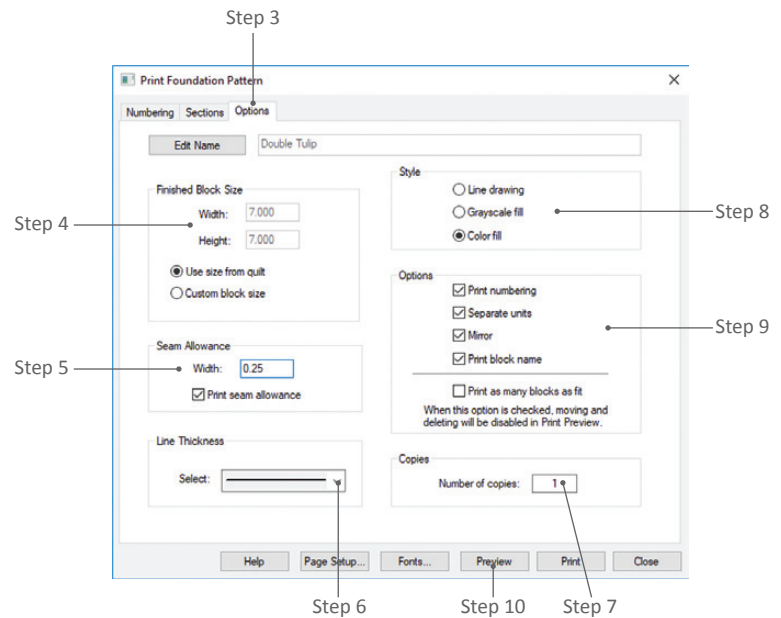 Step 3
Print Foundation Pattern
Numbering Sections Options
Edit Name Double Tulip
Finished Block Size
Width: 7.000
Height: 7.000
Use size from quilt
Custom block size
Step 4
Seam Allowance
Width: 0.25
Print seam allowance
Step 5
Line Thickness
Select:
Style
Line drawing
Grayscale fill
Color fill
Step 8
Options
Print numbering
Separate units
Mirror
Print block name
Step 9
Print as many blocks as fit
When this option is checked, moving and
deleting will be disabled in Print Preview.
Copies
Number of copies: 1
Help Page Setup... Fonts... Preview Print Close
Step 6 Step 10 Step 7